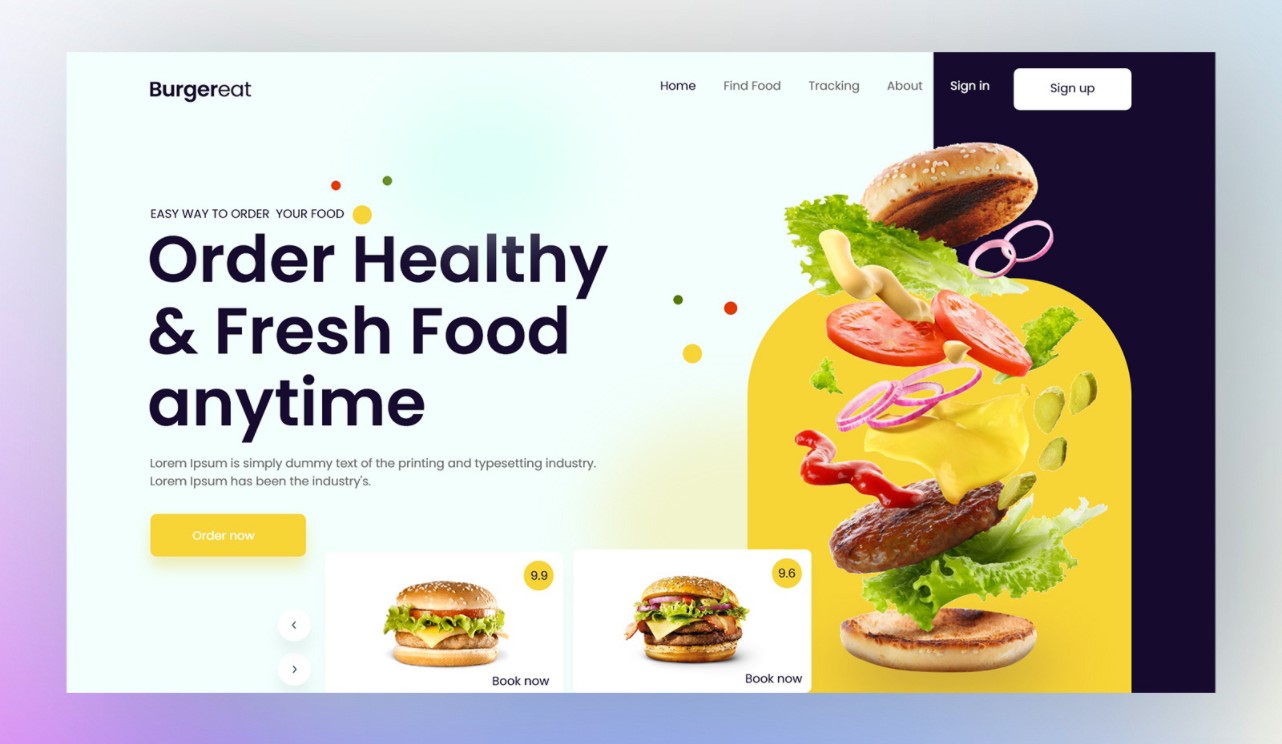 Burgereat
Home
Find Food
Tracking
About
Sign in
Sign up
EASY WAY TO ORDER  YOUR FOOD
Order Healthy
& Fresh Food
anytime
Lorem Ipsum is simply dummy text of the printing and typesetting industry.
Lorem Ipsum has been the industry's.
Order now
9.9
9.6
Book now
Book now